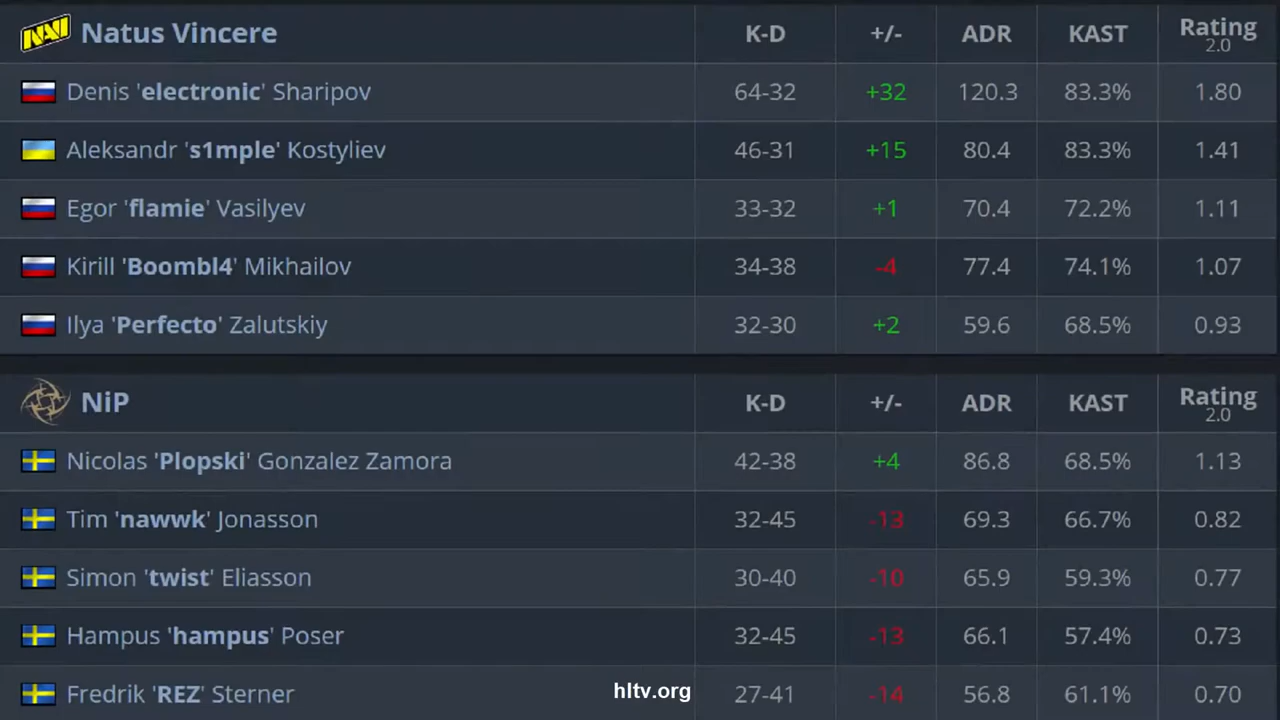 NAVI Natus Vincere K-D +/- ADR KAST Rating 2.0
Denis 'electronic' Sharipov 64-32 +32 120.3 83.3% 1.80
Aleksandr 's1mple' Kostyliev 46-31 +15 80.4 83.3% 1.41
Egor 'flamie' Vasilyev 33-32 +1 70.4 72.2% 1.11
Kirill 'Boombl4' Mikhailov 34-38 -4 77.4 74.1% 1.07
Ilya 'Perfecto' Zalutskiy 32-30 +2 59.6 68.5% 0.93
NiP K-D +/- ADR KAST Rating 2.0
Nicolas 'Plopski' Gonzalez Zamora 42-38 +4 86.8 68.5% 1.13
Tim 'nawwk' Jonasson 32-45 -13 69.3 66.7% 0.82
Simon 'twist' Eliasson 30-40 -10 65.9 59.3% 0.77
Hampus 'hampus' Poser 32-45 -13 66.1 57.4% 0.73
Fredrik 'REZ' Sterner 27-41 -14 56.8 61.1% 0.70
hltv.org